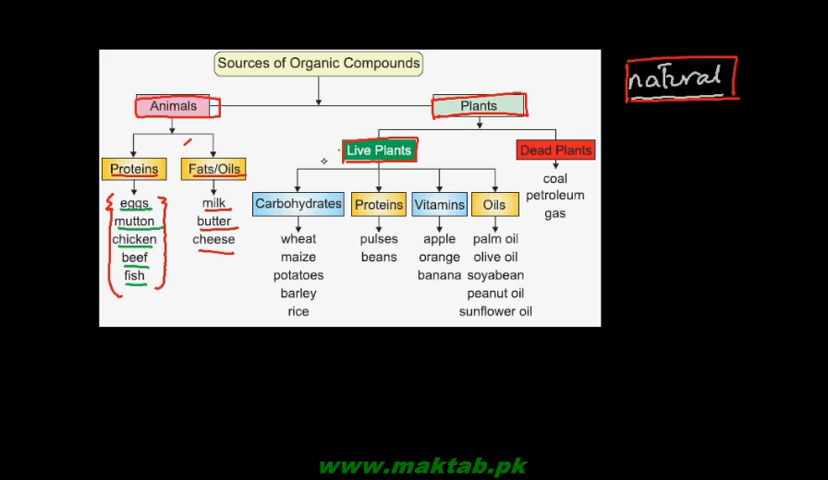 Sources of Organic Compounds
natural
Animals
Plants
Live Plants
Dead Plants
Proteins
Fats/Oils
coal
petroleum
gas
eggs
mutton
chicken
beef
fish
milk
butter
cheese
Carbohydrates
Proteins
Vitamins
Oils
wheat
maize
potatoes
barley
rice
pulses
beans
apple
orange
banana
palm oil
olive oil
soyabean
peanut oil
sunflower oil
www.maktab.pk